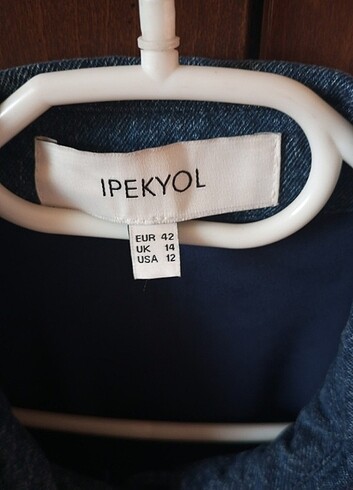 IPEKYOL
EUR 42
UK 14
USA 12